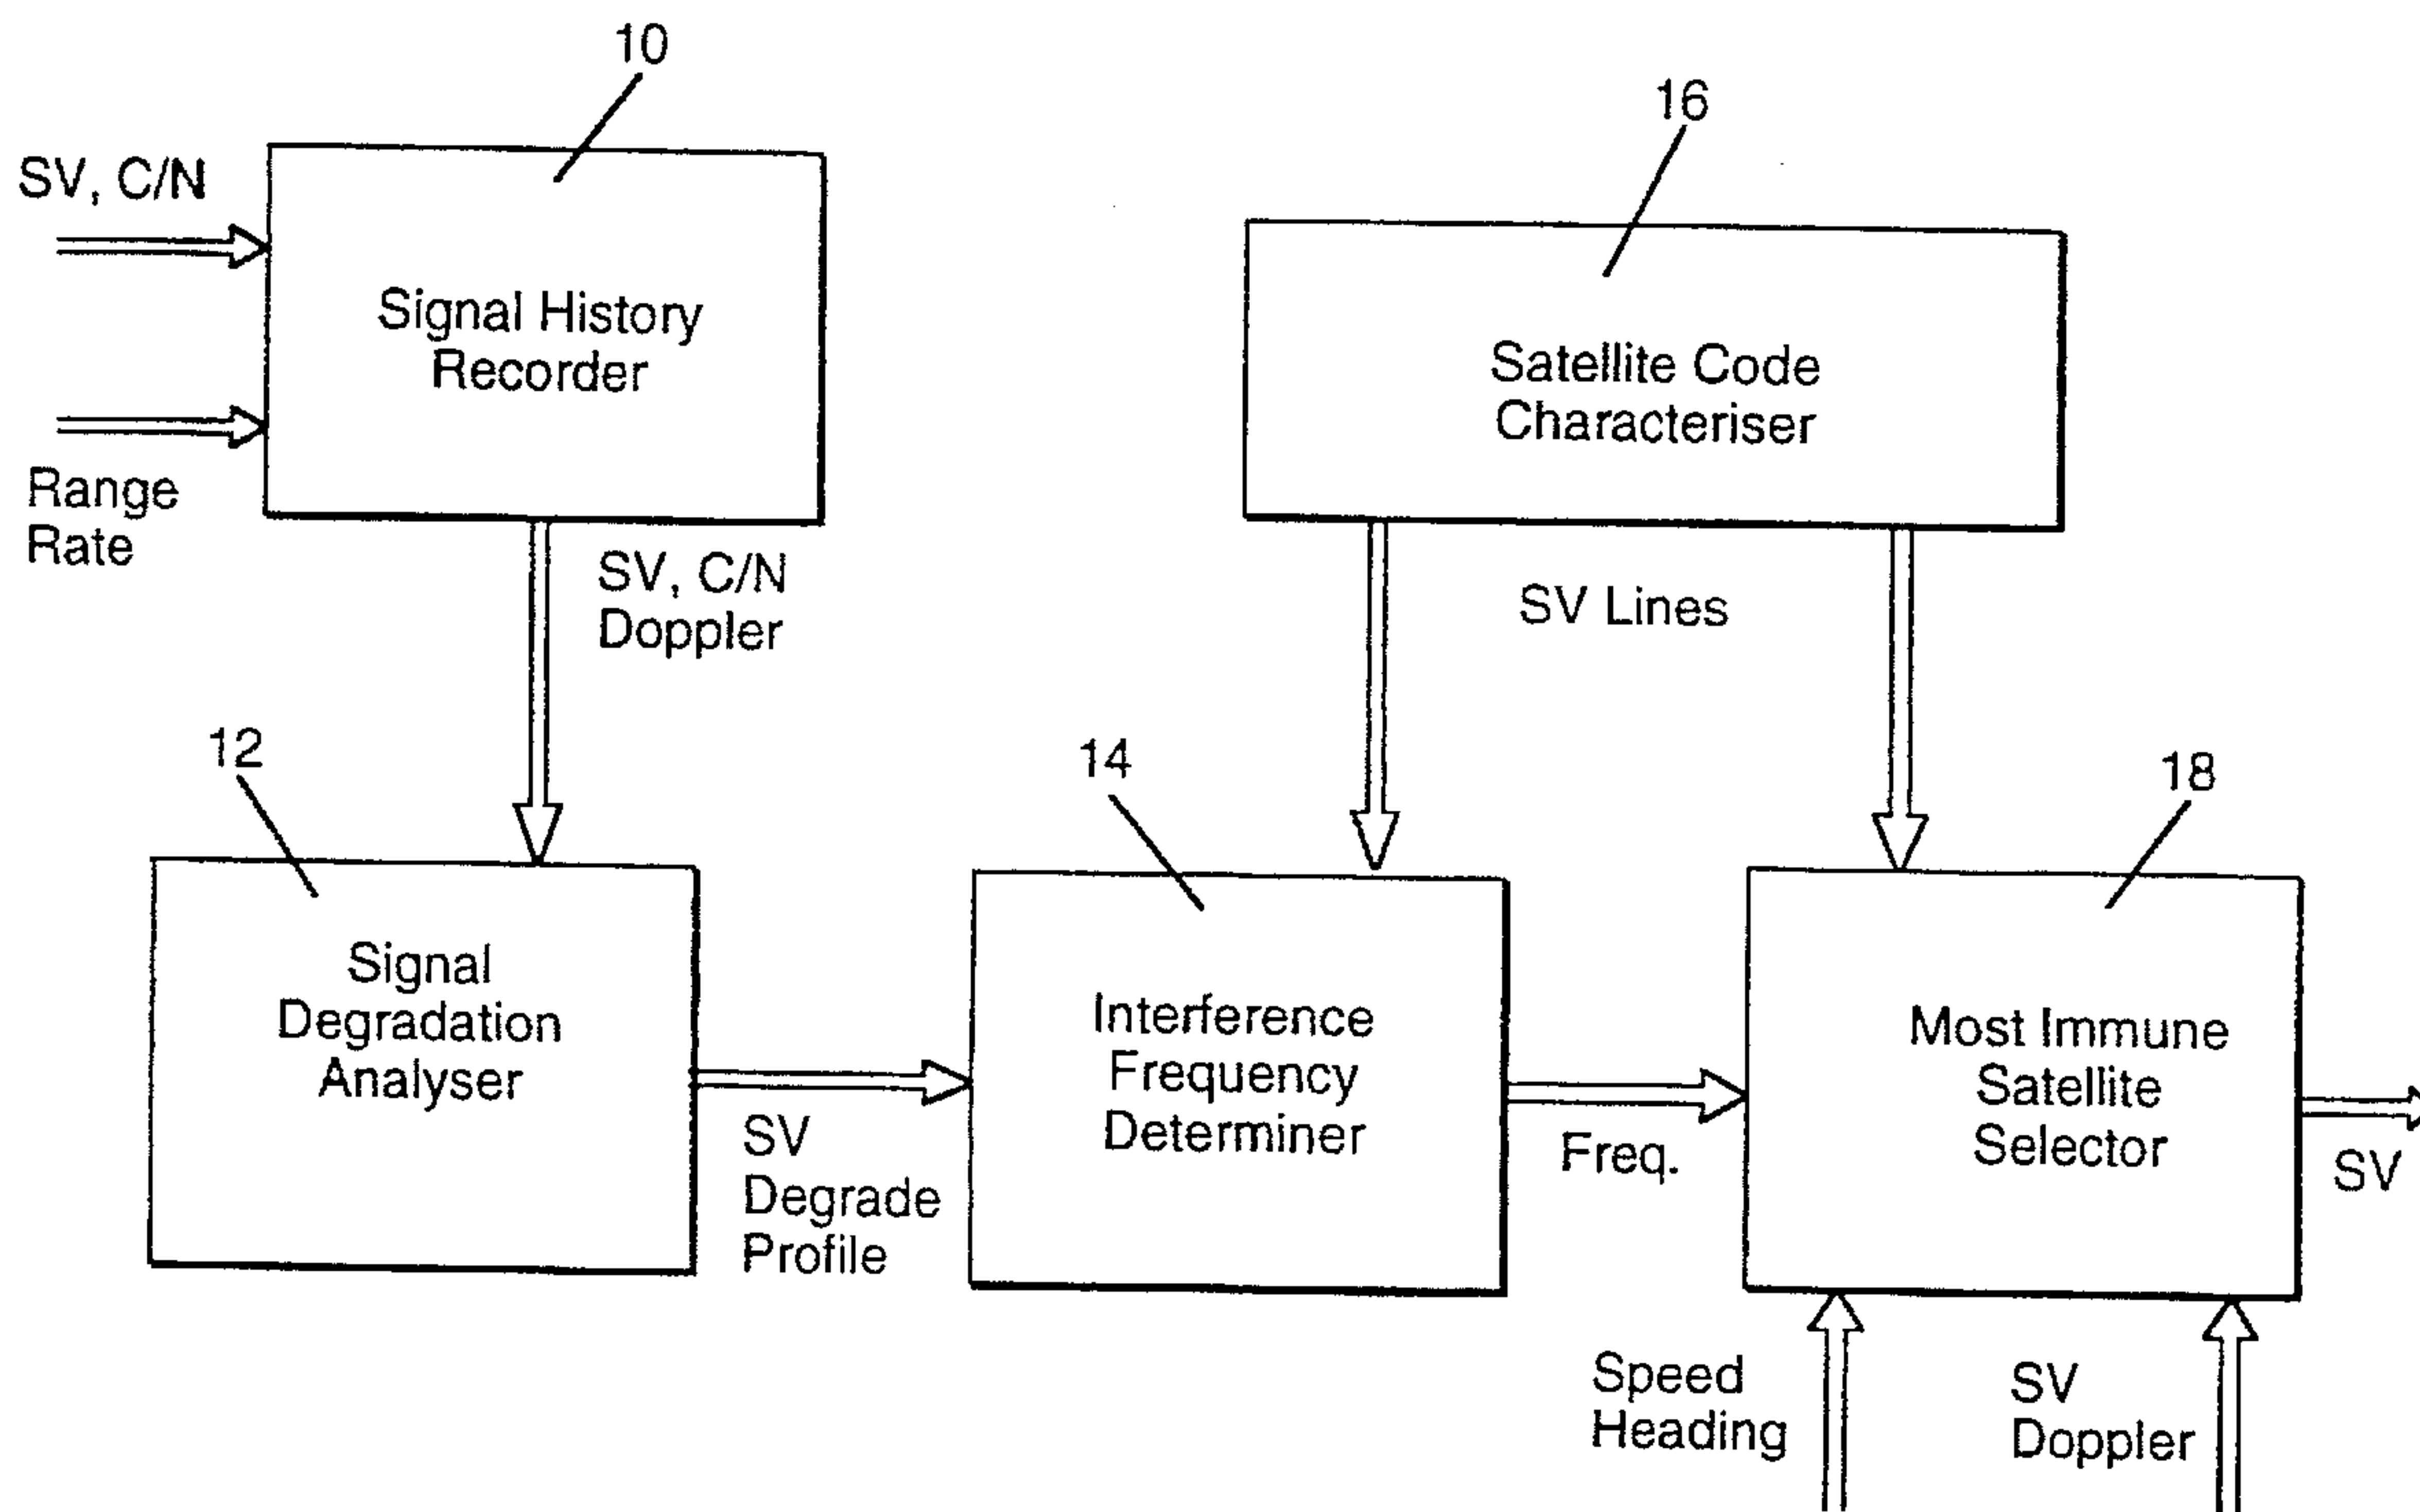 10
16
SV, C/N
Signal History
Recorder
Range
Rate
Satellite Code
Characteriser
SV, C/N
Doppler
SV Lines
12
14
18
Signal
Degradation
Analyser
SV
Degrade
Profile
Interference
Frequency
Determiner
Freq.
Most Immune
Satellite
Selector
SV
Speed
Heading
SV
Doppler